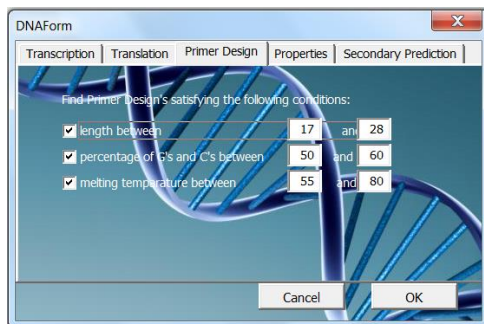 DNAForm
X
Transcription Translation Primer Design Properties Secondary Prediction
Find Primer Design's satisfying the following conditions:
length between 17 and 28
percentage of G's and C's between 50 and 60
melting temparature between 55 and 80
Cancel OK